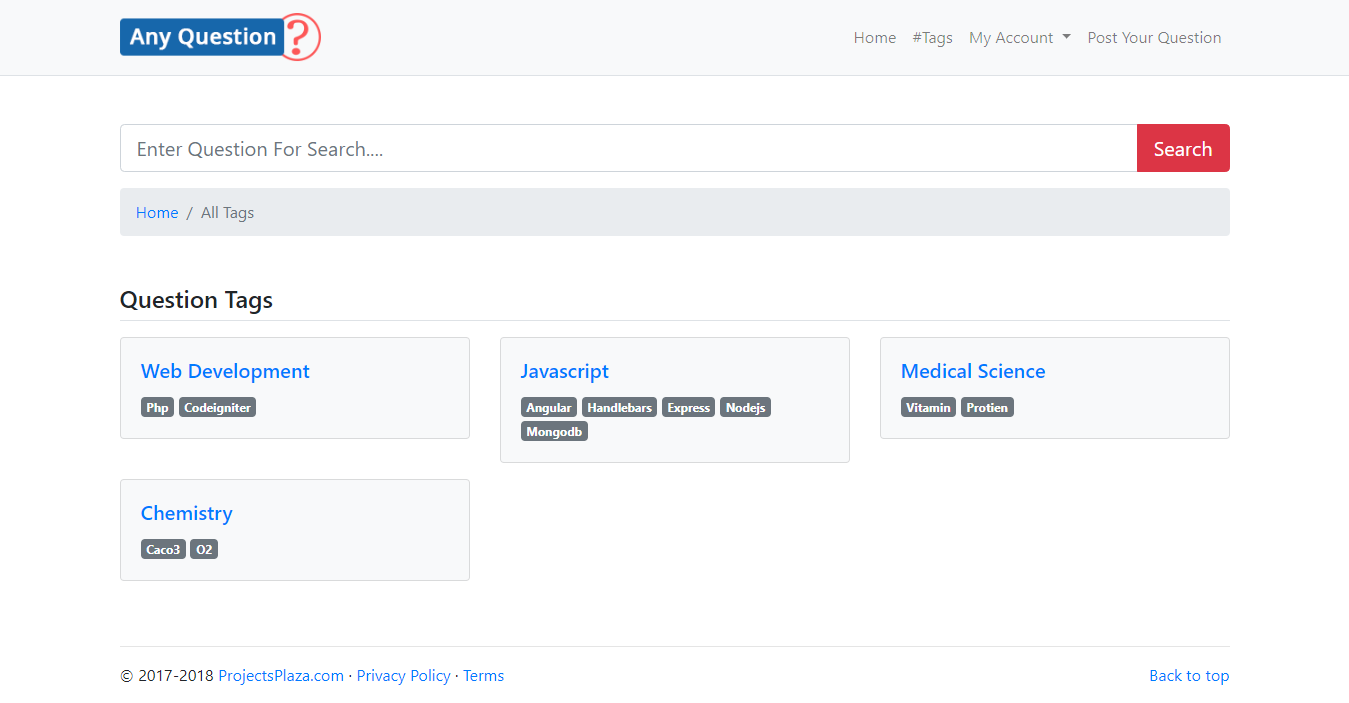 Any Question ?
Home #Tags My Account Post Your Question
Enter Question For Search.... Search
Home / All Tags
Question Tags
Web Development
Php Codeigniter
Javascript
Angular Handlebars Express Nodejs
Mongodb
Medical Science
Vitamin Protien
Chemistry
Caco3 O2
© 2017-2018 ProjectsPlaza.com · Privacy Policy · Terms
Back to top